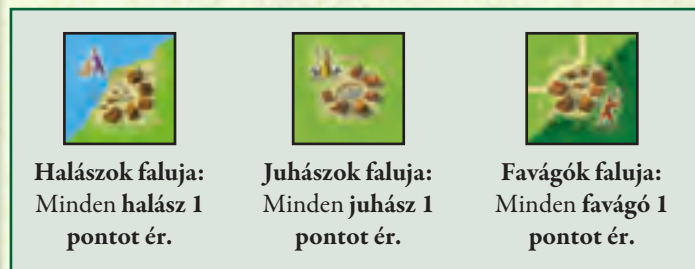 Halászok faluja:
Minden halász 1
pontot ér.
Juhászok faluja:
Minden juhász 1
pontot ér.
Favágók faluja:
Minden favágó 1
pontot ér.